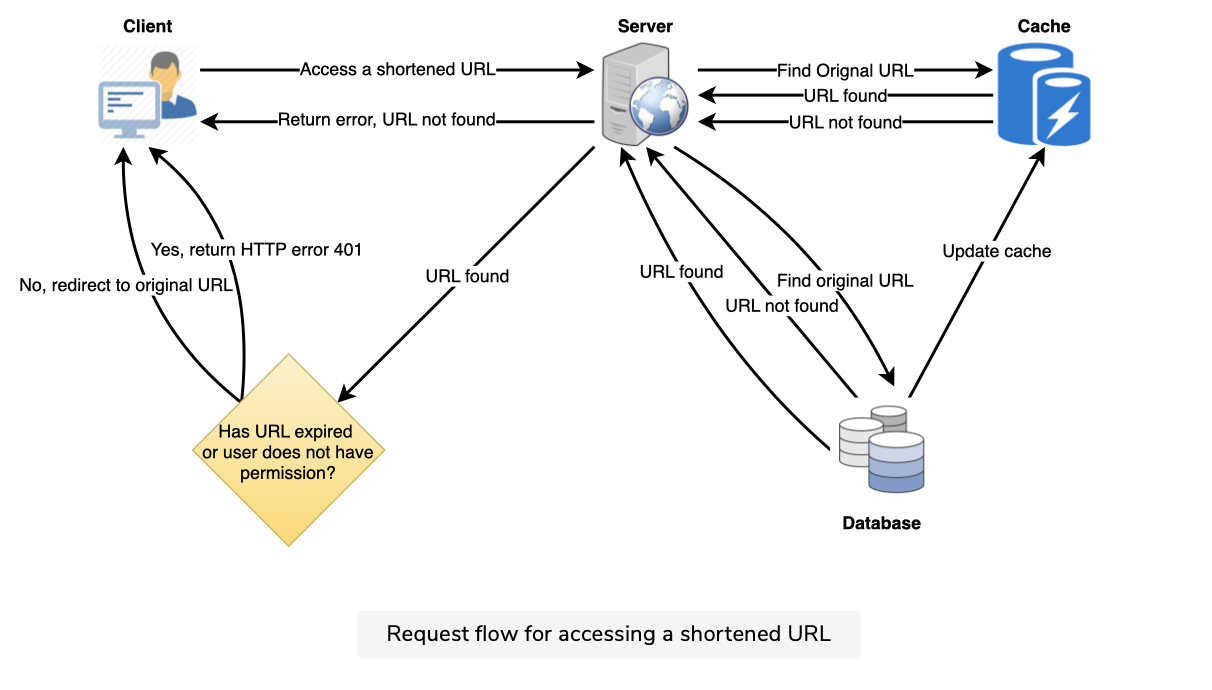 Client
Server
Cache
Access a shortened URL
Find Orignal URL
URL found
Return error, URL not found
URL not found
Yes, return HTTP error 401
No, redirect to original URL
URL found
URL found
Find original URL
URL not found
Update cache
Has URL expired
or user does not have
permission?
Database
Request flow for accessing a shortened URL